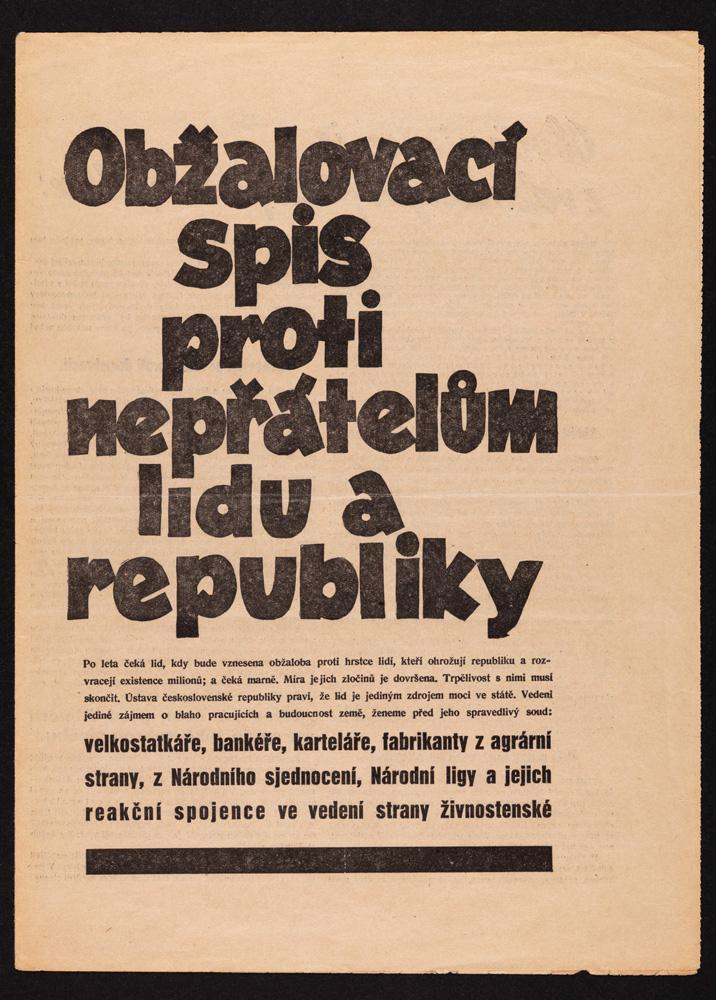 Obžalovací
spis
proti
nepřátelům
lidu a
republiky
Po leta čeká lid, kdy bude vznesena obžaloba proti hrstce lidí, kteří ohrožují republiku a roz-
vracejí existence milionů; a čeká marně. Míra jejich zločinů je dovršena. Trpělivost s nimi musí
skončit. Ústava československé republiky praví, že lid je jediným zdrojem moci ve státě. Vedeni
jedině zájmem o blaho pracujících a budoucnost země, ženeme před jeho spravedlivý soud:
velkostatkáře, bankéře, karteláře, fabrikanty z agrární
strany, z Národního sjednocení, Národní ligy a jejich
reakční spojence ve vedení strany živnostenské